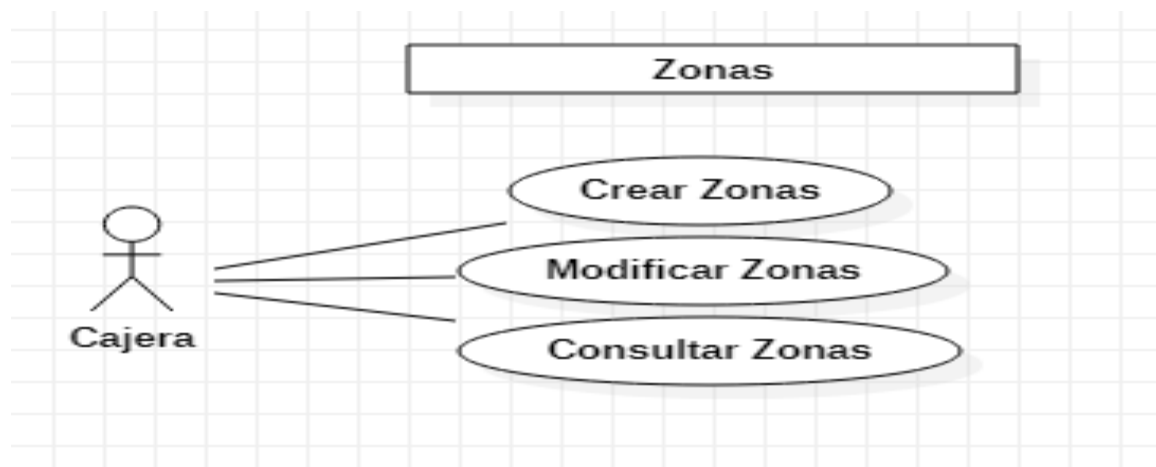 Zonas
Crear Zonas
Modificar Zonas
Consultar Zonas
Cajera